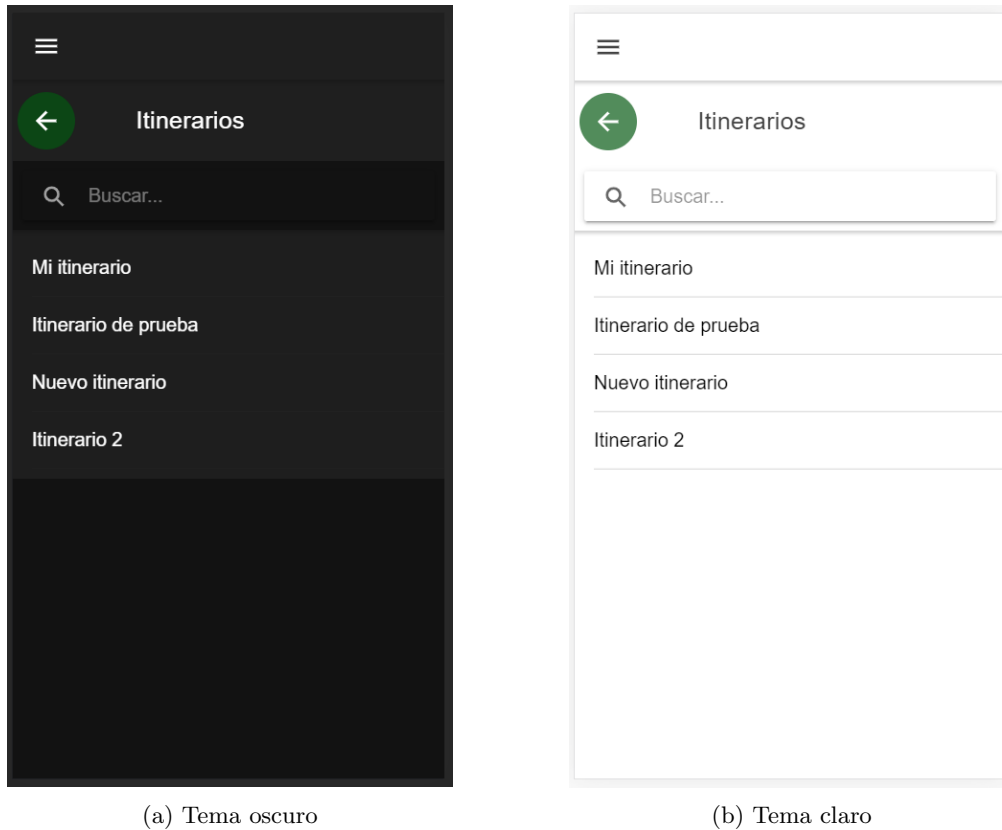 Itinerarios
Buscar...
Mi itinerario
Itinerario de prueba
Nuevo itinerario
Itinerario 2
(a) Tema oscuro
Itinerarios
Buscar...
Mi itinerario
Itinerario de prueba
Nuevo itinerario
Itinerario 2
(b) Tema claro